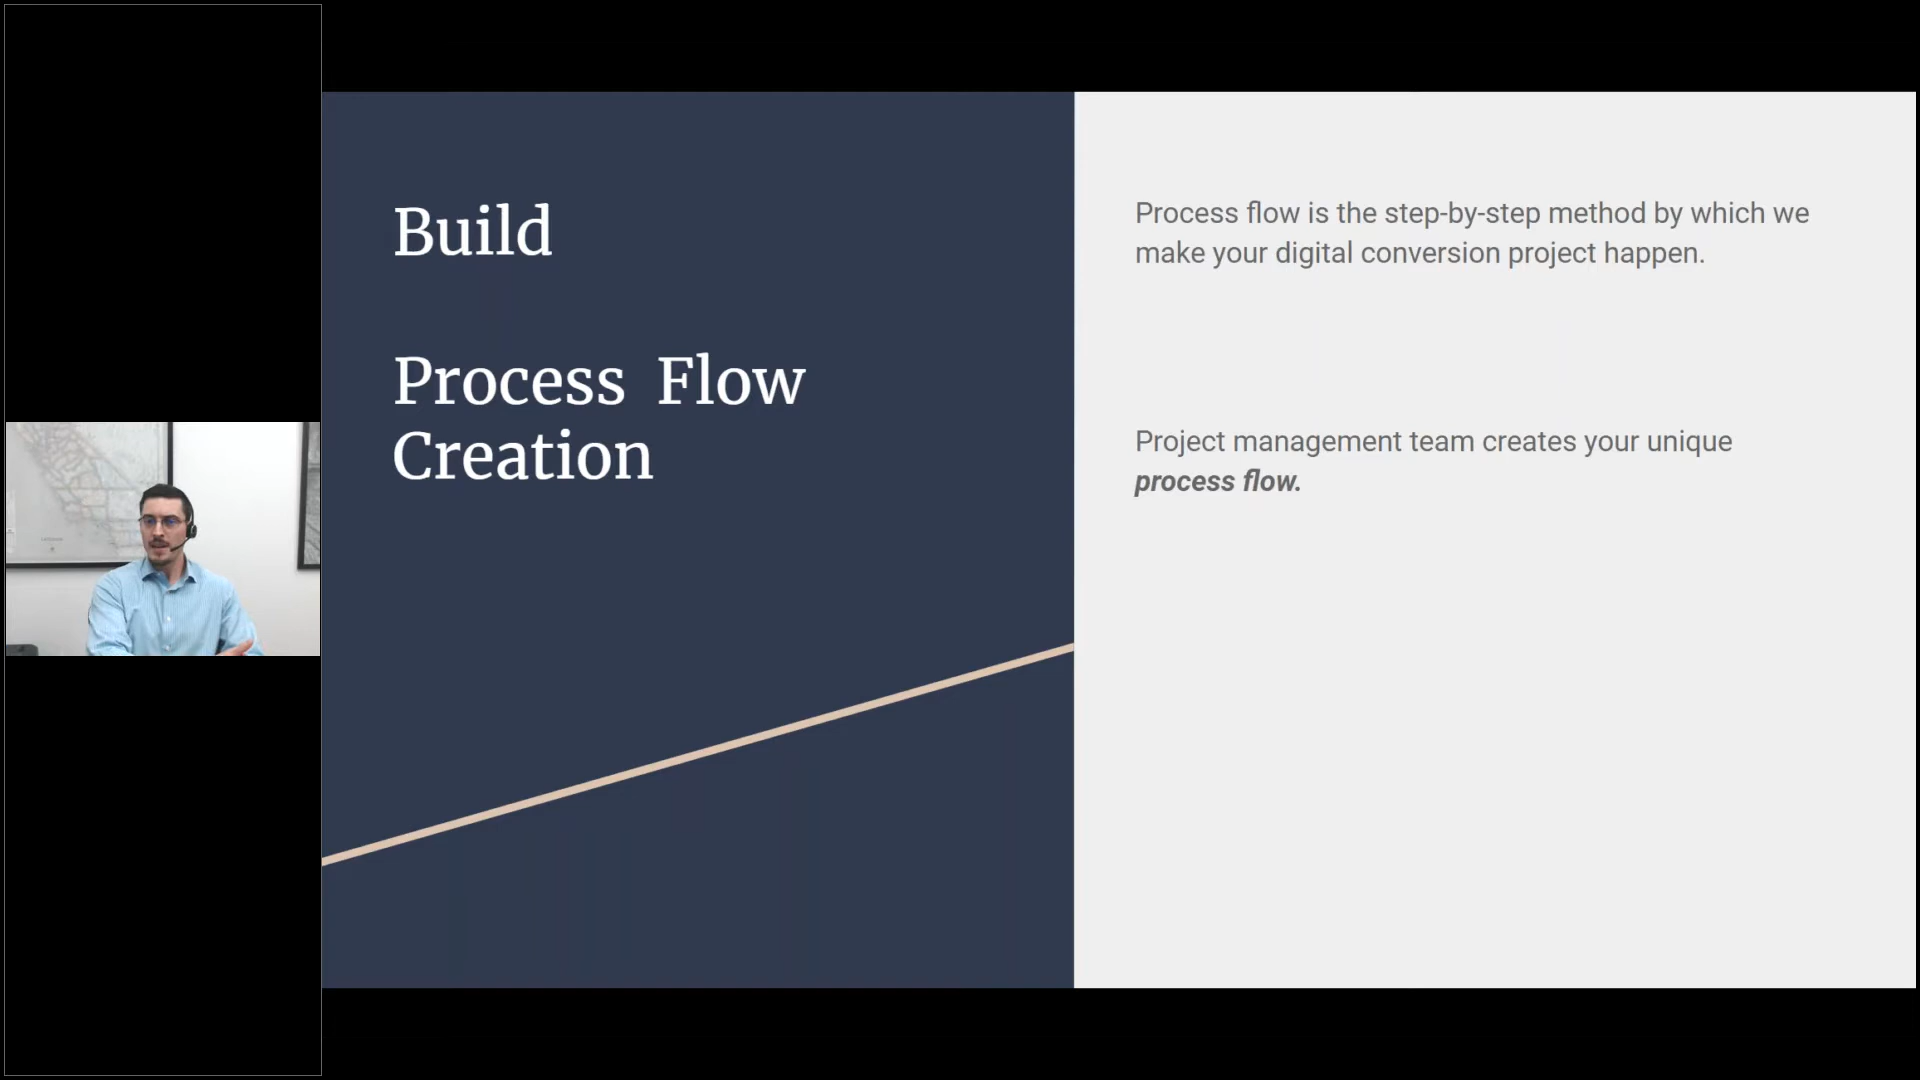 Build
Process Flow
Creation
Process flow is the step-by-step method by which we
make your digital conversion project happen.
Project management team creates your unique
process flow.